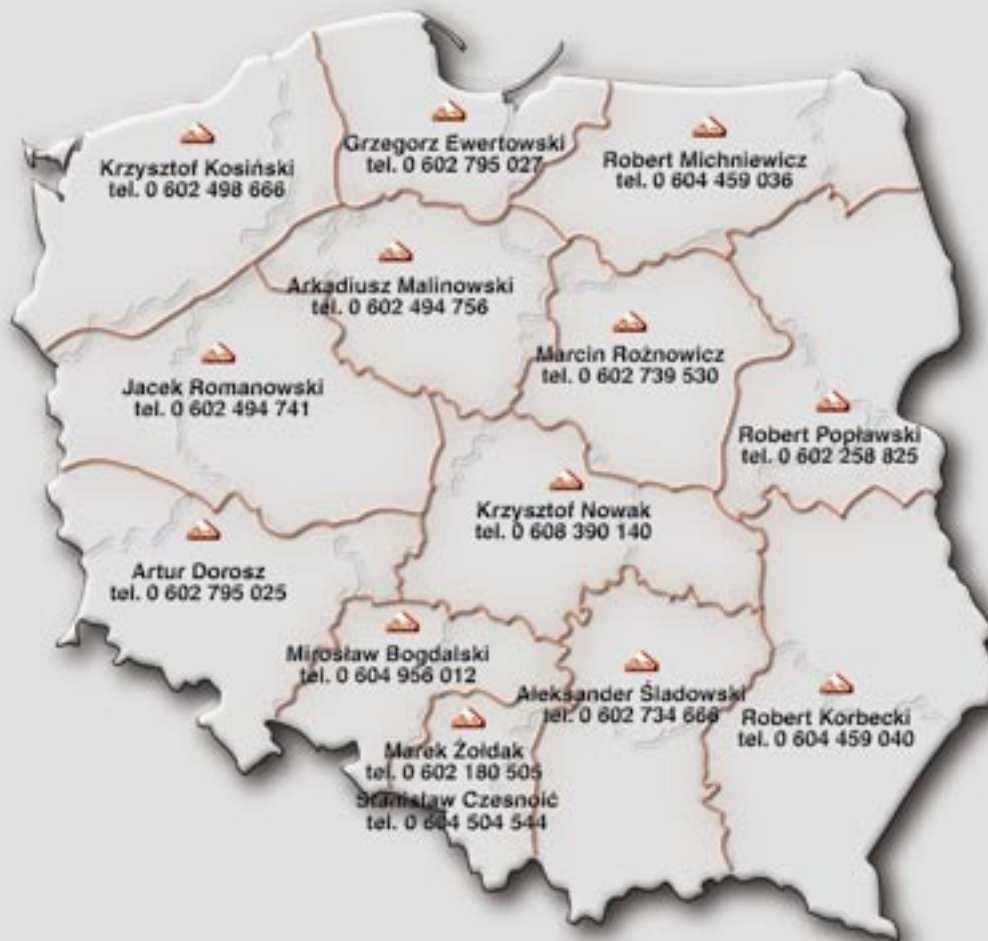 Krzysztof Kosiński
tel. 0 602 498 666
Grzegorz Ewertowski
tel. 0 602 795 027
Robert Michniewicz
tel. 0 604 459 036
Arkadiusz Malinowski
tel. 0 602 494 756
Marcin Rożnowicz
tel. 0 602 739 530
Jacek Romanowski
tel. 0 602 494 741
Robert Popławski
tel. 0 602 258 825
Krzysztof Nowak
tel. 0 608 390 140
Artur Dorosz
tel. 0 602 795 025
Mirosław Bogdalski
tel. 0 604 956 012
Aleksander Śladowski
tel. 0 602 734 666
Robert Korbecki
tel. 0 604 459 040
Marek Żołdak
tel. 0 602 180 505
Stanisław Czesnoić
tel. 0 604 504 544